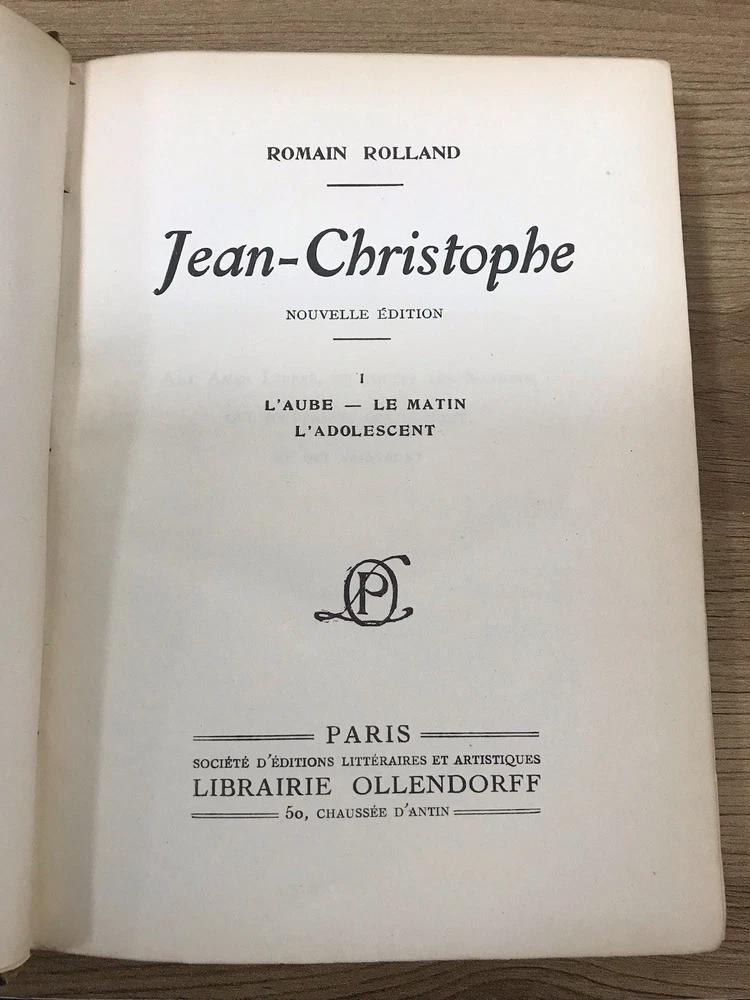 ROMAIN ROLLAND
Jean-Christophe
NOUVELLE ÉDITION
I
L'AUBE — LE MATIN
L'ADOLESCENT
PARIS
SOCIÉTÉ D'ÉDITIONS LITTÉRAIRES ET ARTISTIQUES
LIBRAIRIE OLLENDORFF
50, CHAUSSÉE D'ANTIN